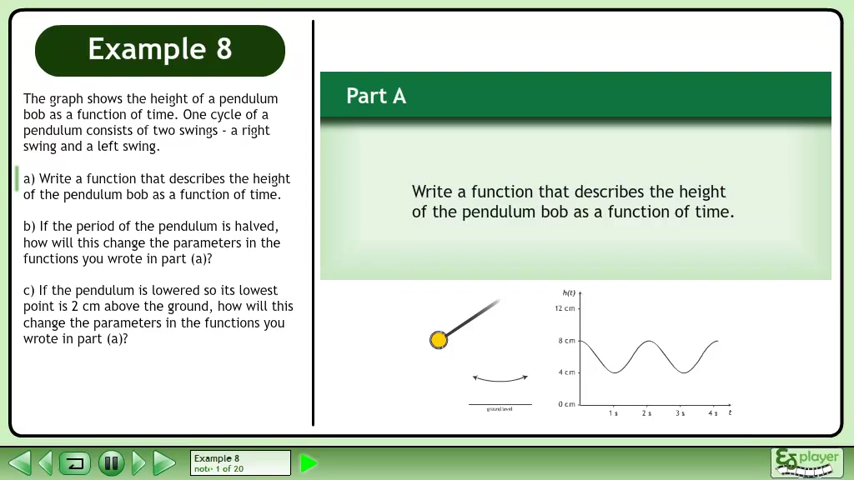 Example 8
The graph shows the height of a pendulum
bob as a function of time. One cycle of a
pendulum consists of two swings - a right
swing and a left swing.
a) Write a function that describes the height
of the pendulum bob as a function of time.
b) If the period of the pendulum is halved,
how will this change the parameters in the
functions you wrote in part (a)?
c) If the pendulum is lowered so its lowest
point is 2 cm above the ground, how will this
change the parameters in the functions you
wrote in part (a)?
Part A
Write a function that describes the height
of the pendulum bob as a function of time.
ground level
h(t)
12 cm
8 cm
4 cm
0 cm
1 s
2 s
3 s
4 s
t
Example 8
note 1 of 20
player